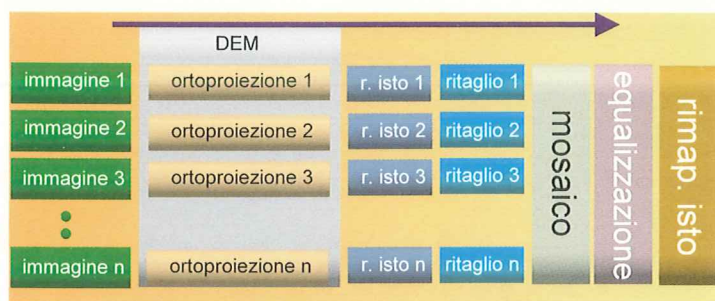 DEM
immagine 1 ortoproiezione 1 r. isto 1 ritaglio 1
immagine 2 ortoproiezione 2 r. isto 2 ritaglio 2
immagine 3 ortoproiezione 3 r. isto 3 ritaglio 3
immagine n ortoproiezione n r. isto n ritaglio n
mosaico
equalizzazione
rimap. isto